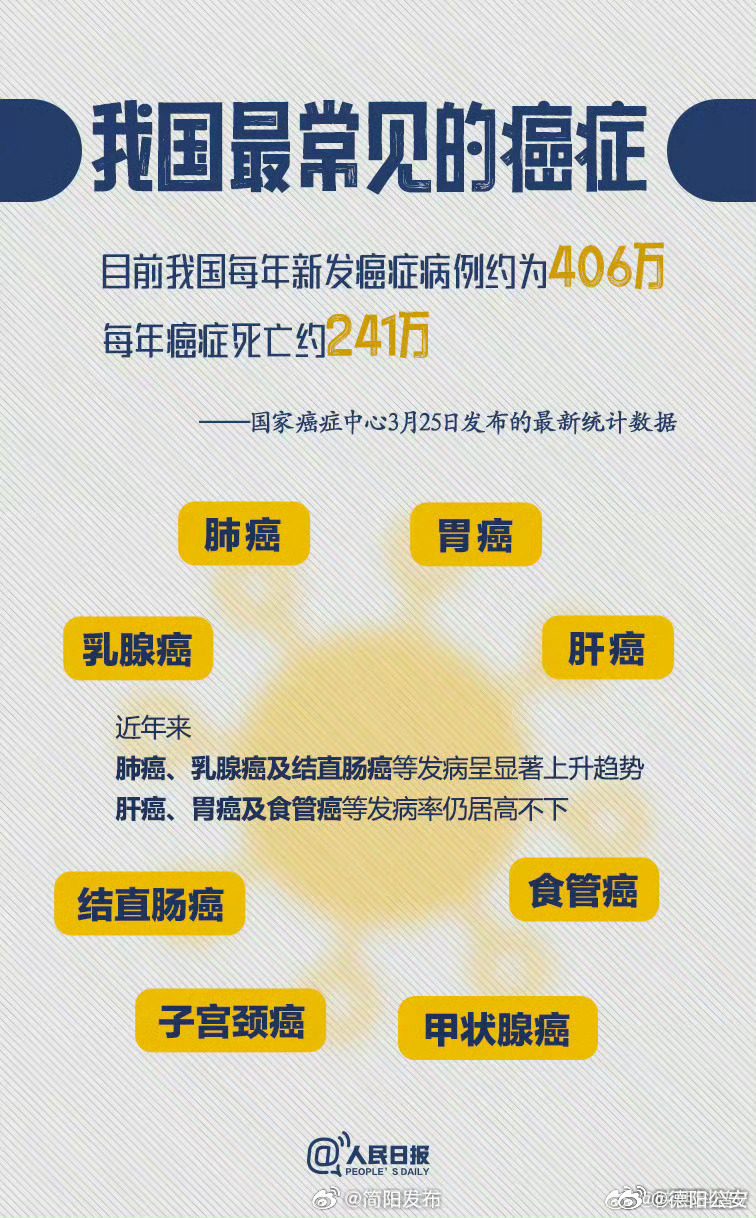 我国最常见的癌症
目前我国每年新发癌症病例约为406万
每年癌症死亡约241万
——国家癌症中心3月25日发布的最新统计数据
肺癌
胃癌
乳腺癌
肝癌
近年来
肺癌、乳腺癌及结直肠癌等发病呈显著上升趋势
肝癌、胃癌及食管癌等发病率仍居高不下
结直肠癌
食管癌
子宫颈癌
甲状腺癌
@人民日报
PEOPLE'S DAILY
@简阳发布
@德阳公安